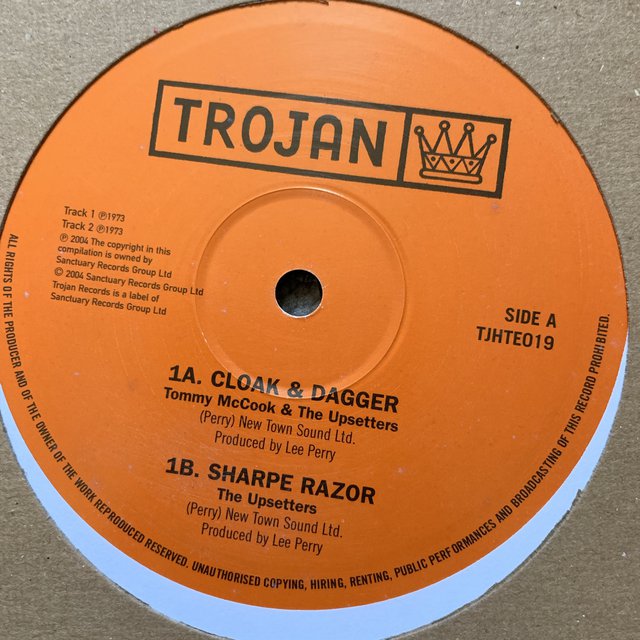 TROJAN
Track 1 ℗1973
Track 2 ℗1973
℗ 2004 The copyright in this
compilation is owned by
Sanctuary Records Group Ltd
© 2004 Sanctuary Records Group Ltd
Trojan Records is a label of
Sanctuary Records Group Ltd
SIDE A
TJHTE019
1A. CLOAK & DAGGER
Tommy McCook & The Upsetters
(Perry) New Town Sound Ltd.
Produced by Lee Perry
1B. SHARPE RAZOR
The Upsetters
(Perry) New Town Sound Ltd.
Produced by Lee Perry
ALL RIGHTS OF THE PRODUCER AND OF THE OWNER OF THE WORK REPRODUCED RESERVED. UNAUTHORISED COPYING, HIRING, RENTING, PUBLIC PERFORMANCES AND BROADCASTING OF THIS RECORD PROHIBITED.